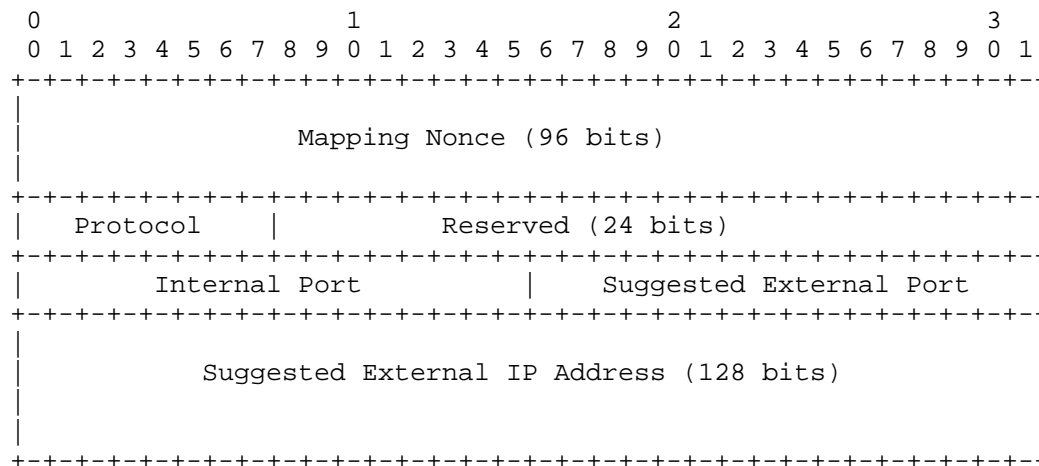 0                   1                   2                   3
 0 1 2 3 4 5 6 7 8 9 0 1 2 3 4 5 6 7 8 9 0 1 2 3 4 5 6 7 8 9 0 1
+-+-+-+-+-+-+-+-+-+-+-+-+-+-+-+-+-+-+-+-+-+-+-+-+-+-+-+-+-+-+-+-
|
|                 Mapping Nonce (96 bits)
|
+-+-+-+-+-+-+-+-+-+-+-+-+-+-+-+-+-+-+-+-+-+-+-+-+-+-+-+-+-+-+-+-
|   Protocol    |          Reserved (24 bits)
+-+-+-+-+-+-+-+-+-+-+-+-+-+-+-+-+-+-+-+-+-+-+-+-+-+-+-+-+-+-+-+-
|        Internal Port          |    Suggested External Port
+-+-+-+-+-+-+-+-+-+-+-+-+-+-+-+-+-+-+-+-+-+-+-+-+-+-+-+-+-+-+-+-
|
|           Suggested External IP Address (128 bits)
|
|
+-+-+-+-+-+-+-+-+-+-+-+-+-+-+-+-+-+-+-+-+-+-+-+-+-+-+-+-+-+-+-+-